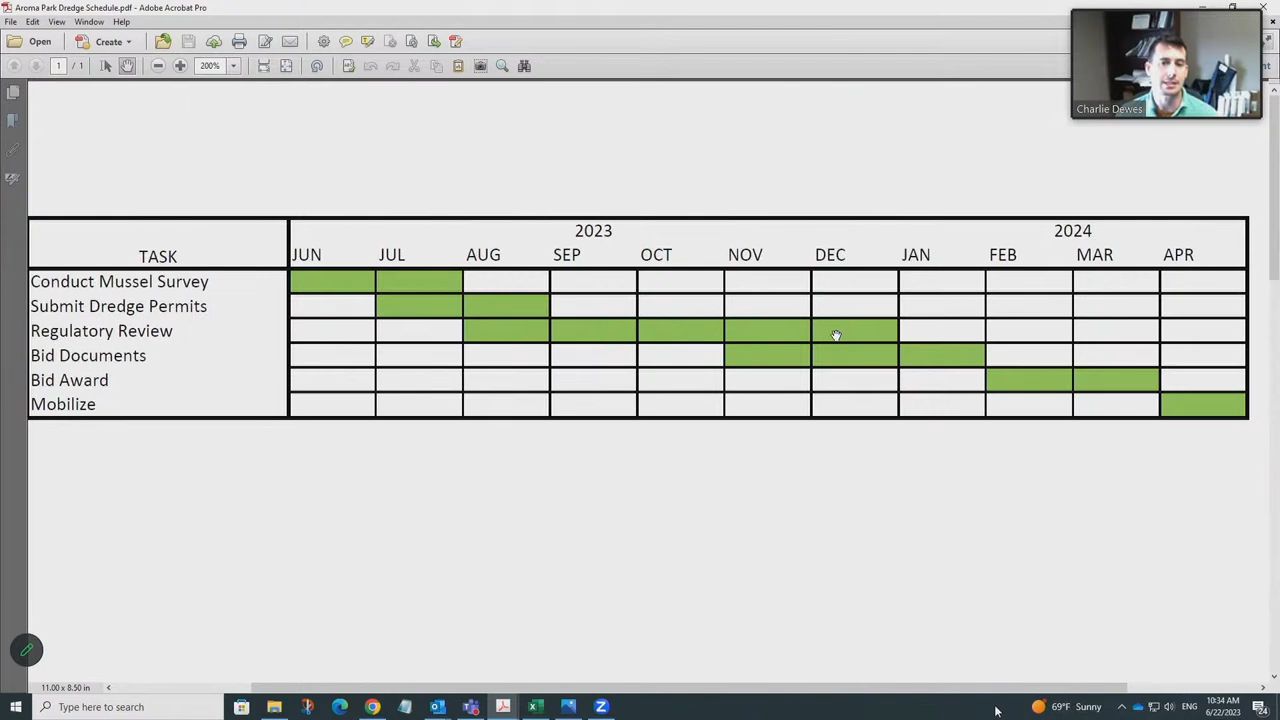 Aroma Park Dredge Schedule.pdf - Adobe Acrobat Pro
File Edit View Window Help
Open Create
1 / 1 200%
Charlie Dewes
2023 2024
TASK JUN JUL AUG SEP OCT NOV DEC JAN FEB MAR APR
Conduct Mussel Survey
Submit Dredge Permits
Regulatory Review
Bid Documents
Bid Award
Mobilize
11.00 x 8.50 in
Type here to search
69°F Sunny
ENG
10:34 AM
6/22/2023
24